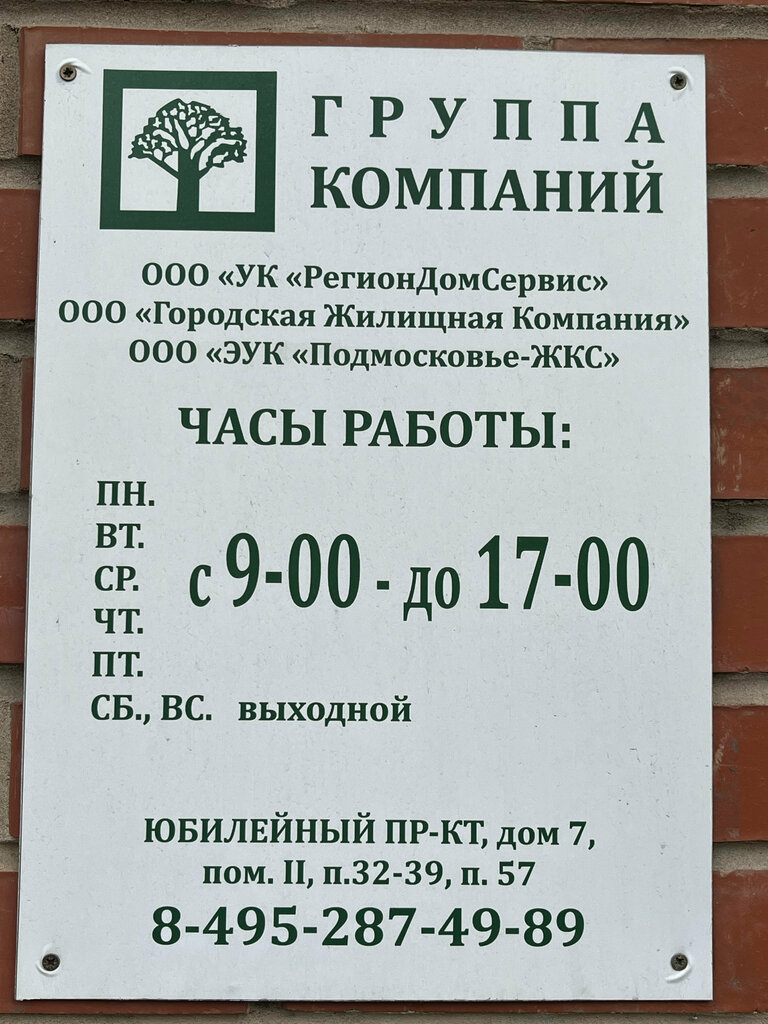 ГРУППА
КОМПАНИЙ
ООО «УК «РегионДомСервис»
ООО «Городская Жилищная Компания»
ООО «ЭУК «Подмосковье-ЖКС»
ЧАСЫ РАБОТЫ:
ПН.
ВТ.
СР. с 9-00 - до 17-00
ЧТ.
ПТ.
СБ., ВС. выходной
ЮБИЛЕЙНЫЙ ПР-КТ, дом 7,
пом. II, п.32-39, п. 57
8-495-287-49-89